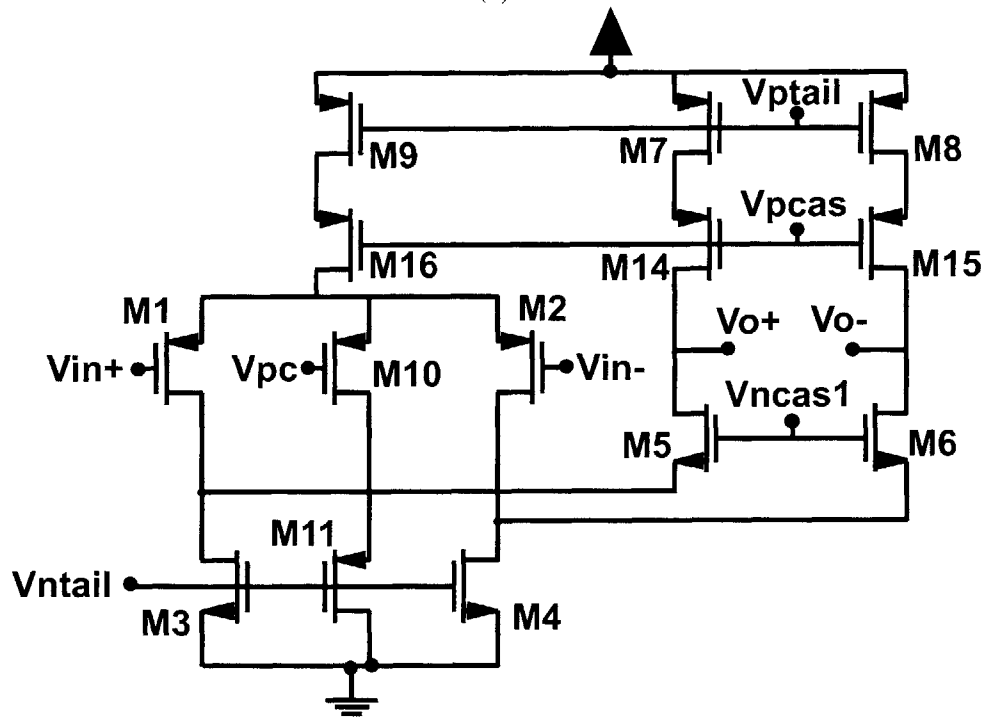 Vptail
M9
M7
M8
Vpcas
M16
M14
M15
M1
M2
Vo+
Vo-
Vin+
Vpc
M10
Vin-
Vncas1
M5
M6
M11
Vntail
M3
M4